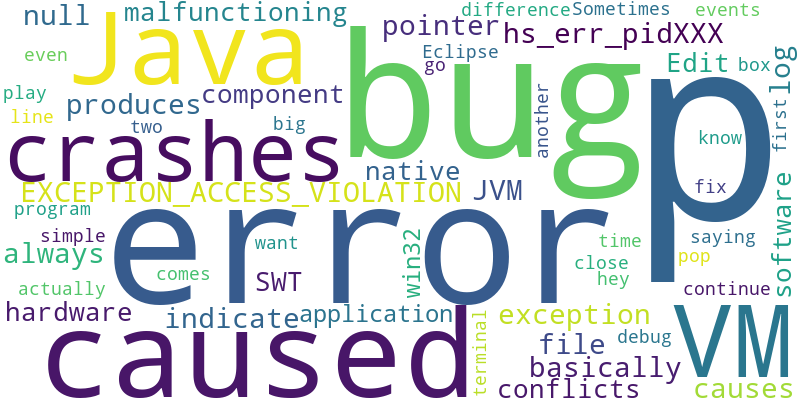 null malfunctioning difference Sometimes events
Java pointer hs_err_pidXXX
even bug Eclipse go Edit box log
play produces component p
line two big another first
crashes know
native fix
EXCEPTION_ACCESS_VIOLATION JVM software
program error
simple want win32 time saying
always close pop
actually comes SWT hey continue
hardware indicate application exception VM
caused terminal file debug
basically
conflicts causes